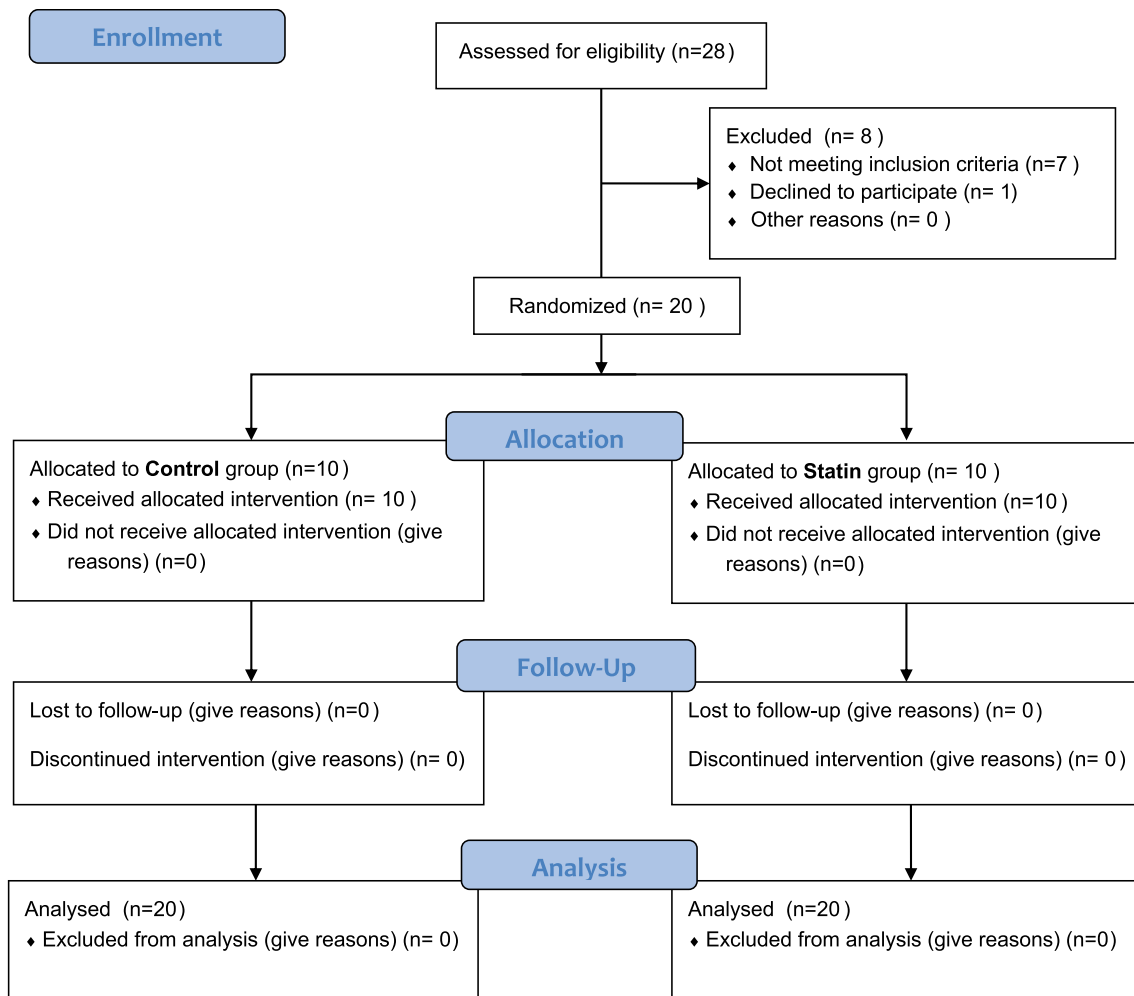 Enrollment
Assessed for eligibility (n=28)
Excluded (n= 8 )
♦ Not meeting inclusion criteria (n=7 )
♦ Declined to participate (n= 1)
♦ Other reasons (n= 0 )
Randomized (n= 20 )
Allocation
Allocated to Control group (n=10)
♦ Received allocated intervention (n= 10 )
♦ Did not receive allocated intervention (give
reasons) (n=0)
Allocated to Statin group (n= 10 )
♦ Received allocated intervention (n=10)
♦ Did not receive allocated intervention (give
reasons) (n=0)
Follow-Up
Lost to follow-up (give reasons) (n=0)
Discontinued intervention (give reasons) (n= 0)
Lost to follow-up (give reasons) (n= 0)
Discontinued intervention (give reasons) (n= 0)
Analysis
Analysed (n=20)
♦ Excluded from analysis (give reasons) (n= 0)
Analysed (n=20)
♦ Excluded from analysis (give reasons) (n=0)